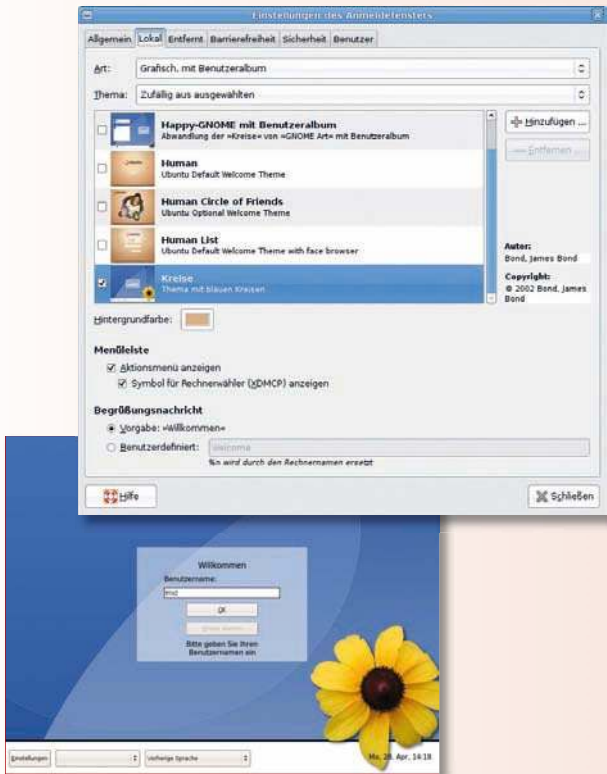 Einstellungen des Anmeldefensters
Allgemein Lokal Entfernt Barrierefreiheit Sicherheit Benutzer
Art: Grafisch, mit Benutzeralbum
Thema: Zufällig aus ausgewählten
Happy-GNOME mit Benutzeralbum
Abwandlung der »Kreise« von »GNOME Art« mit Benutzeralbum
Human
Ubuntu Default Welcome Theme
Human Circle of Friends
Ubuntu Optional Welcome Theme
Human List
Ubuntu Default Welcome Theme with face browser
Kreise
Thema mit blauen Kreisen
Hinzufügen ...
Entfernen ...
Autor:
Bond, James Bond
Copyright:
© 2002 Bond, James
Bond
Hintergrundfarbe:
Menüleiste
Aktionsmenü anzeigen
Symbol für Rechnerwähler (XDMCP) anzeigen
Begrüßungsnachricht
Vorgabe: »Willkommen«
Benutzerdefiniert: Welcome
%n wird durch den Rechnernamen ersetzt
Hilfe
Schließen
Willkommen
Benutzername:
OK
Bitte geben Sie Ihren
Benutzernamen ein
Einstellungen
Vorherige Sprache
Mo, 28. Apr, 14:18